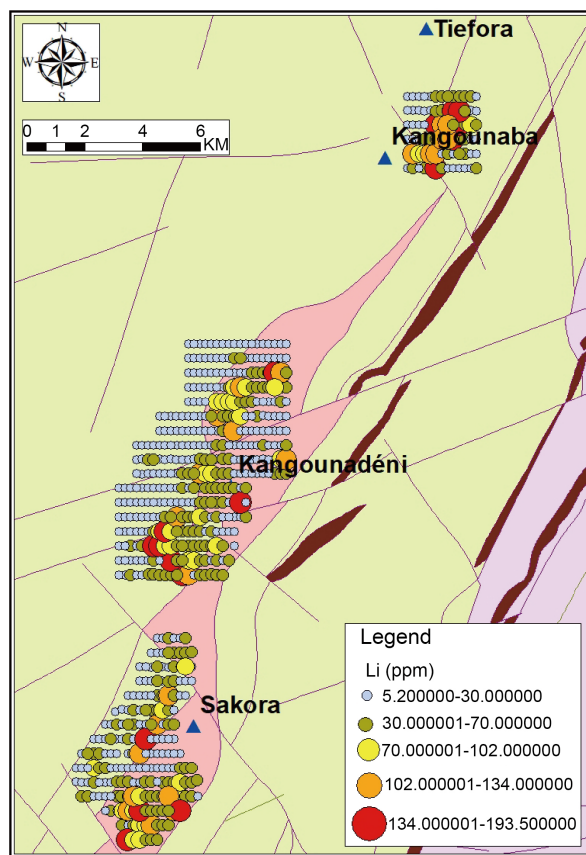 N
W E
S
0 1 2 4 6
KM
Tiefora
Kangounaba
Kangounadéni
Sakora
Legend
Li (ppm)
5.200000-30.000000
30.000001-70.000000
70.000001-102.000000
102.000001-134.000000
134.000001-193.500000